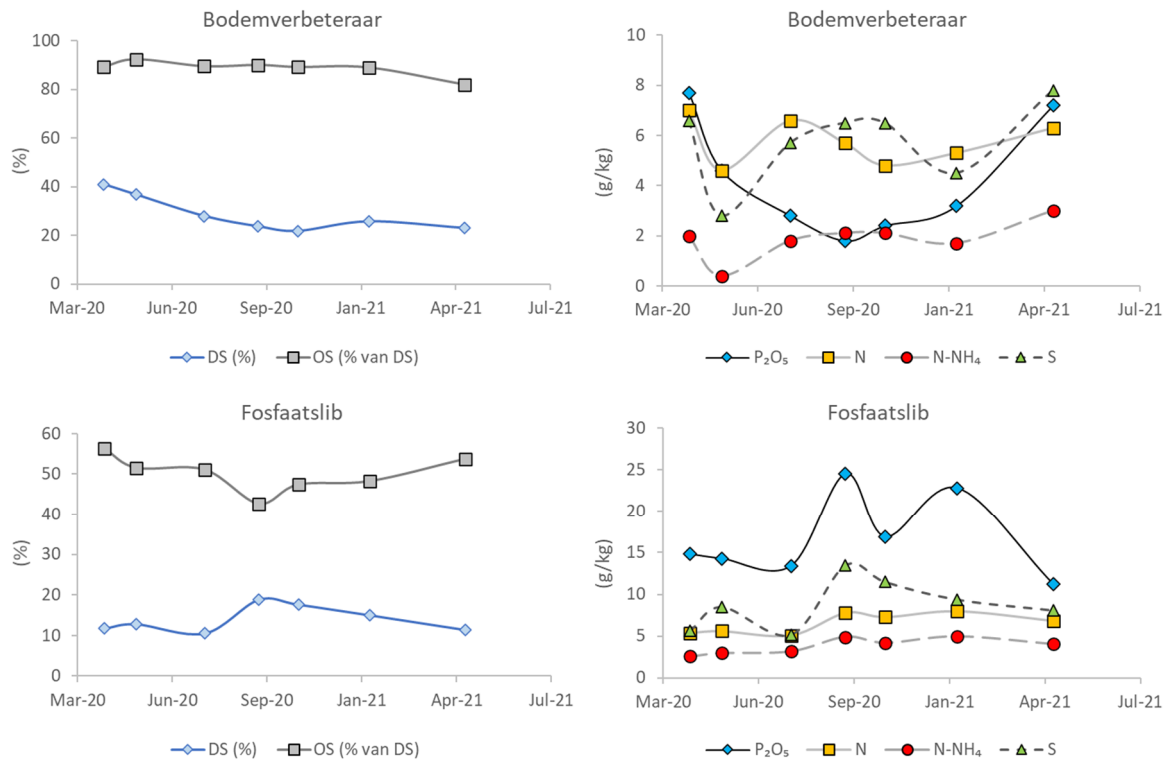 Bodemverbeteraar
100
80
60
40
20
0
(%)
Mar-20 Jun-20 Sep-20 Jan-21 Apr-21 Jul-21
DS (%) OS (% van DS)
Bodemverbeteraar
10
8
6
4
2
0
(g/kg)
Mar-20 Jun-20 Sep-20 Jan-21 Apr-21 Jul-21
P₂O₅ N N-NH₄ S
Fosfaatslib
60
50
40
30
20
10
0
(%)
Mar-20 Jun-20 Sep-20 Jan-21 Apr-21 Jul-21
DS (%) OS (% van DS)
Fosfaatslib
30
25
20
15
10
5
0
(g/kg)
Mar-20 Jun-20 Sep-20 Jan-21 Apr-21 Jul-21
P₂O₅ N N-NH₄ S